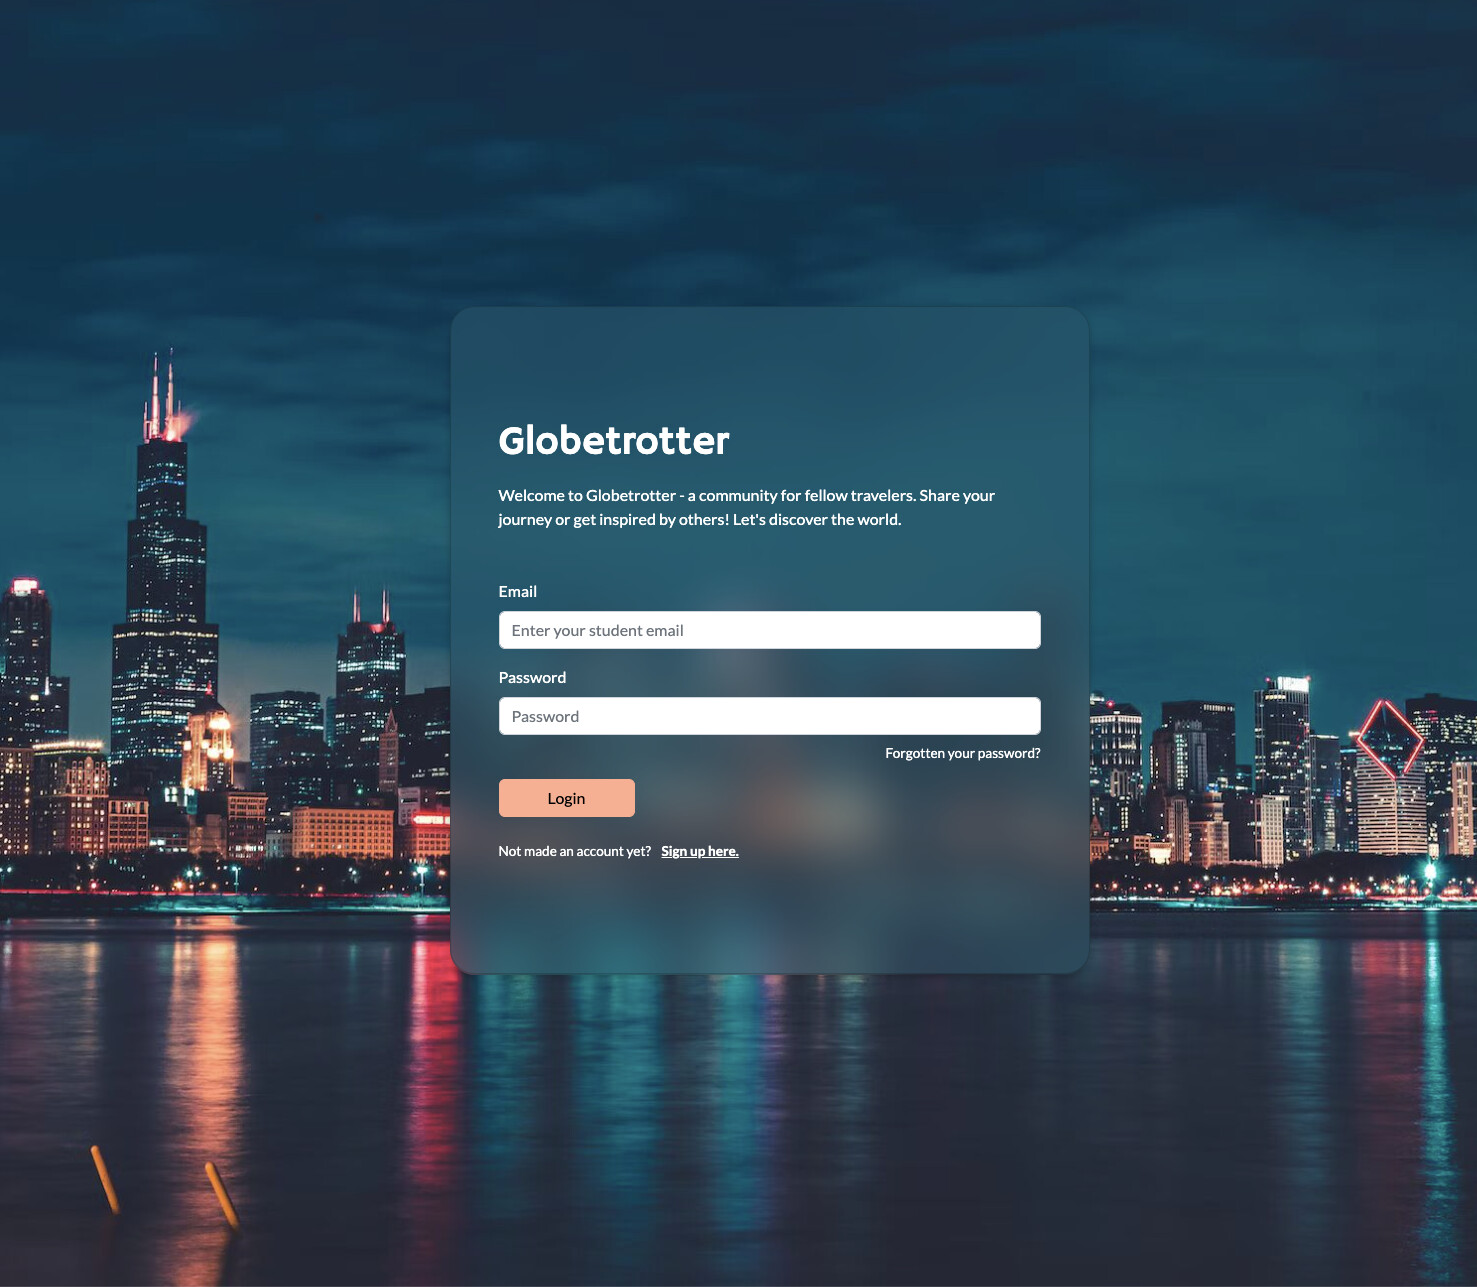 Globetrotter
Welcome to Globetrotter - a community for fellow travelers. Share your
journey or get inspired by others! Let's discover the world.
Email
Enter your student email
Password
Password
Forgotten your password?
Login
Not made an account yet? Sign up here.